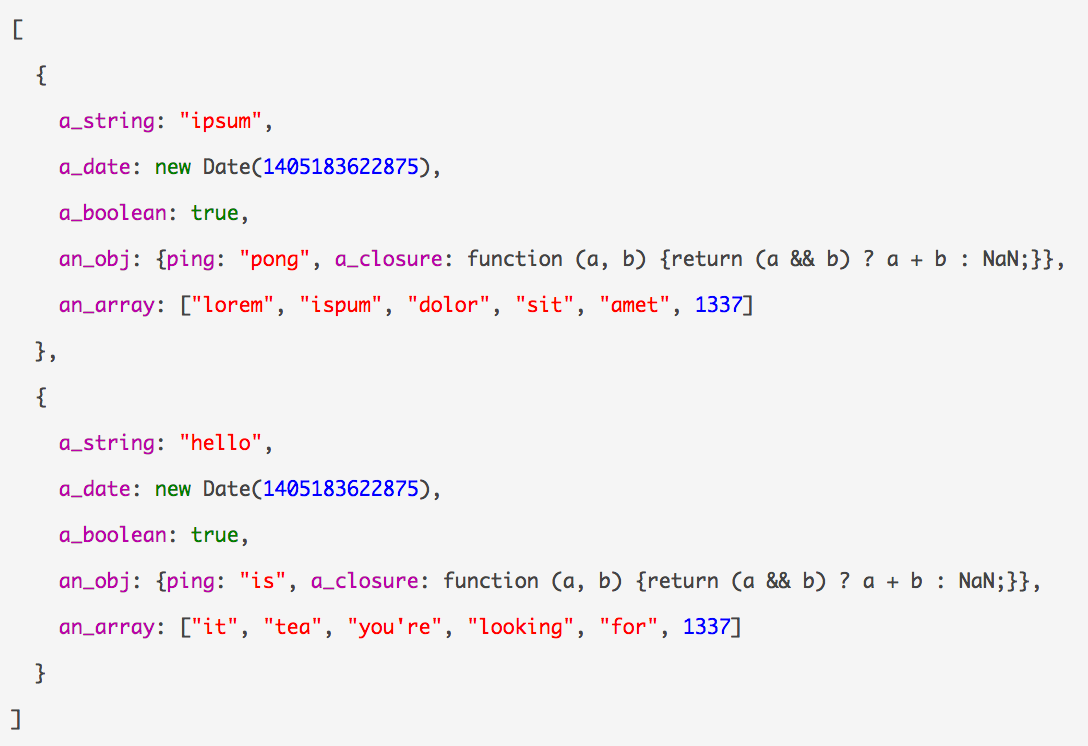 [
  {
    a_string: "ipsum",
    a_date: new Date(1405183622875),
    a_boolean: true,
    an_obj: {ping: "pong", a_closure: function (a, b) {return (a && b) ? a + b : NaN;}},
    an_array: ["lorem", "ispum", "dolor", "sit", "amet", 1337]
  },
  {
    a_string: "hello",
    a_date: new Date(1405183622875),
    a_boolean: true,
    an_obj: {ping: "is", a_closure: function (a, b) {return (a && b) ? a + b : NaN;}},
    an_array: ["it", "tea", "you're", "looking", "for", 1337]
  }
]